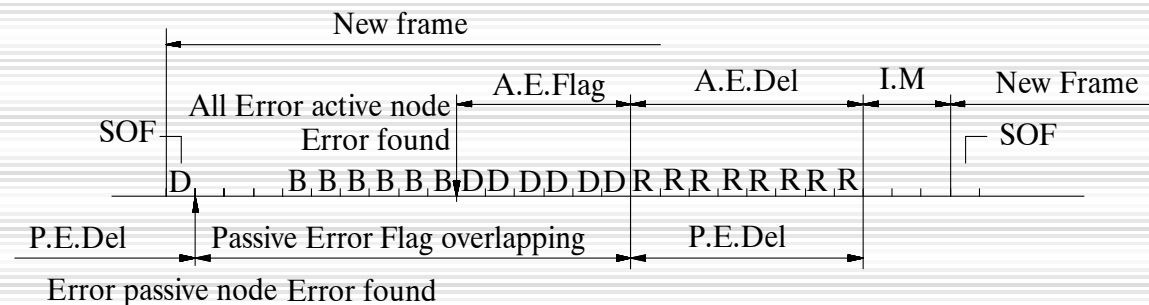 New frame
A.E.Flag A.E.Del I.M New Frame
All Error active node
SOF Error found SOF
D B B B B B B D D D D D D R R R R R R R R
P.E.Del Passive Error Flag overlapping P.E.Del
Error passive node Error found